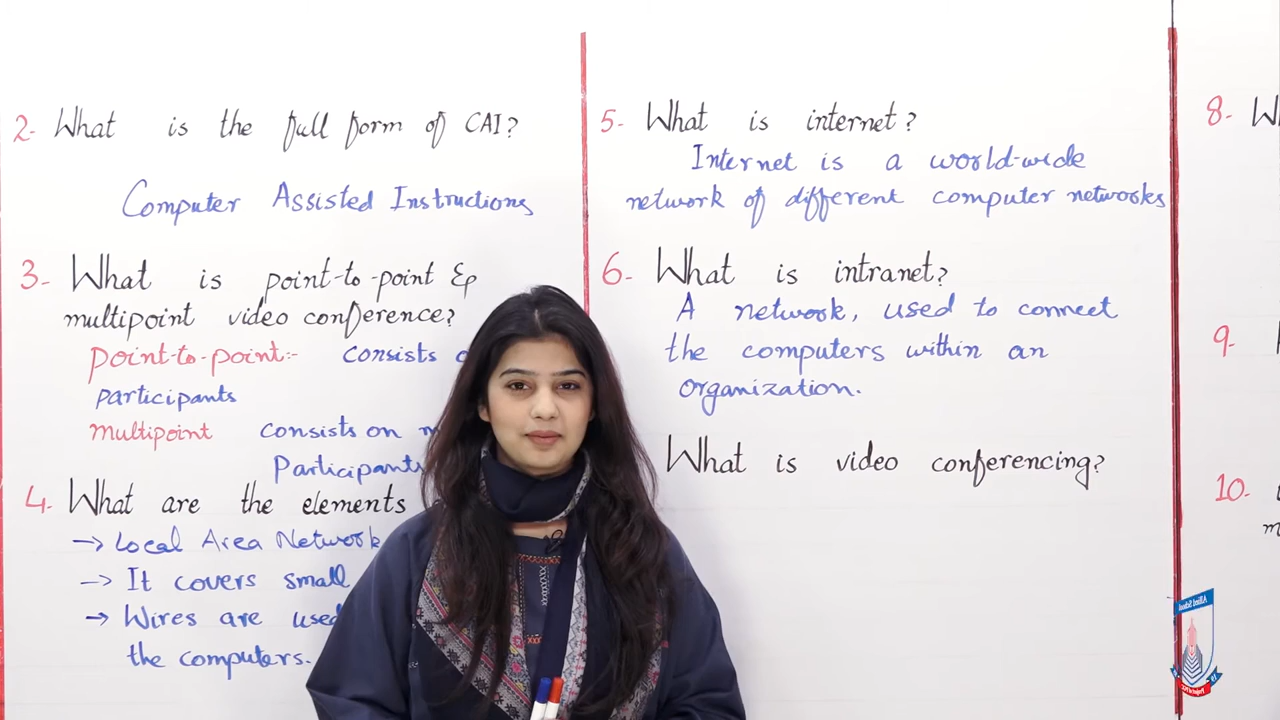 2- What is the full form of CAI?
Computer Assisted Instructions
3- What is point-to-point &
multipoint video conference?
point-to-point:- consists
participants
multipoint consists on
Participants
4- What are the elements
→ Local Area Network
→ It covers small
→ Wires are used
the computers.
5- What is internet?
Internet is a world-wide
network of different computer networks
6- What is intranet?
A network, used to connect
the computers within an
organization.
What is video conferencing?
8-
9-
10-